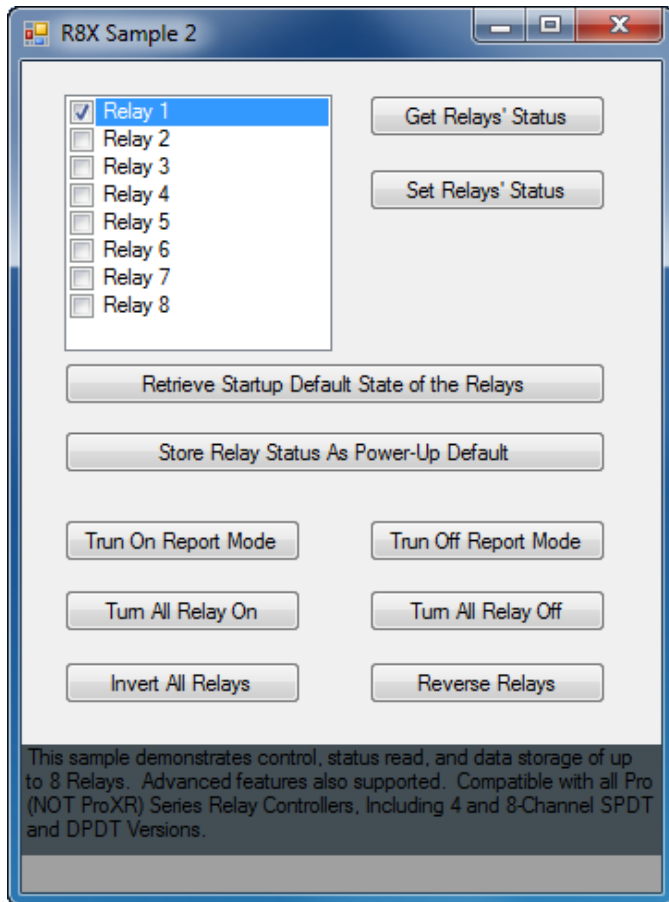 R8X Sample 2
Relay 1
Relay 2
Relay 3
Relay 4
Relay 5
Relay 6
Relay 7
Relay 8
Get Relays' Status
Set Relays' Status
Retrieve Startup Default State of the Relays
Store Relay Status As Power-Up Default
Trun On Report Mode
Trun Off Report Mode
Turn All Relay On
Turn All Relay Off
Invert All Relays
Reverse Relays
This sample demonstrates control, status read, and data storage of up
to 8 Relays.  Advanced features also supported.  Compatible with all Pro
(NOT ProXR) Series Relay Controllers, Including 4 and 8-Channel SPDT
and DPDT Versions.